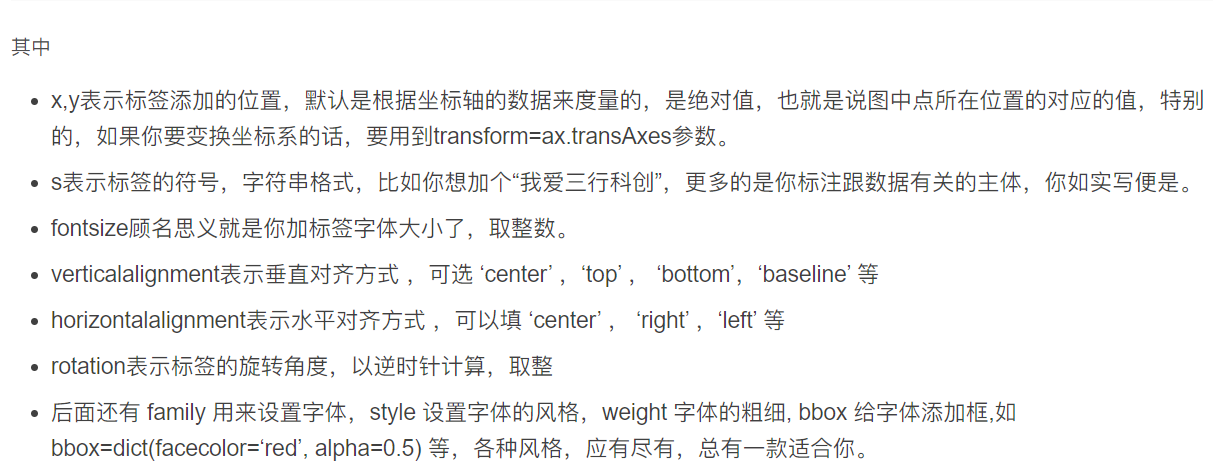 其中
• x,y表示标签添加的位置，默认是根据坐标轴的数据来度量的，是绝对值，也就是说图中点所在位置的对应的值，特别
的，如果你要变换坐标系的话，要用到transform=ax.transAxes参数。
• s表示标签的符号，字符串格式，比如你想加个“我爱三行科创”，更多的是你标注跟数据有关的主体，你如实写便是。
• fontsize顾名思义就是你加标签字体大小了，取整数。
• verticalalignment表示垂直对齐方式 ，可选 ‘center’ ，‘top’ ， ‘bottom’，‘baseline’ 等
• horizontalalignment表示水平对齐方式 ，可以填 ‘center’ ， ‘right’ ，‘left’ 等
• rotation表示标签的旋转角度，以逆时针计算，取整
• 后面还有 family 用来设置字体，style 设置字体的风格，weight 字体的粗细, bbox 给字体添加框,如
bbox=dict(facecolor=‘red’, alpha=0.5) 等，各种风格，应有尽有，总有一款适合你。